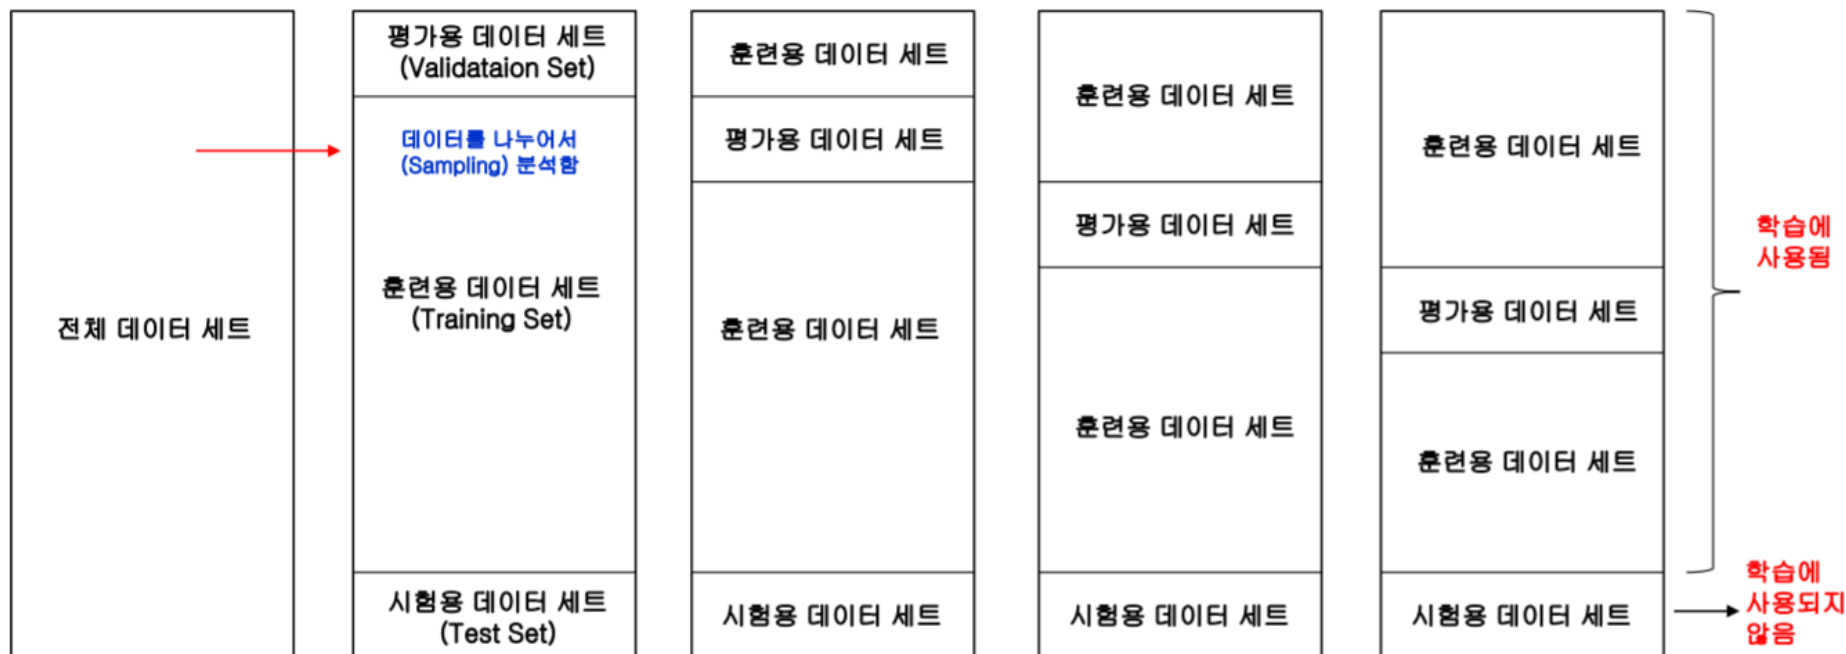 전체 데이터 세트
평가용 데이터 세트
(Validataion Set)
데이터를 나누어서
(Sampling) 분석함
훈련용 데이터 세트
(Training Set)
시험용 데이터 세트
(Test Set)
훈련용 데이터 세트
평가용 데이터 세트
훈련용 데이터 세트
시험용 데이터 세트
훈련용 데이터 세트
평가용 데이터 세트
훈련용 데이터 세트
시험용 데이터 세트
훈련용 데이터 세트
평가용 데이터 세트
훈련용 데이터 세트
시험용 데이터 세트
학습에
사용됨
학습에
사용되지
않음